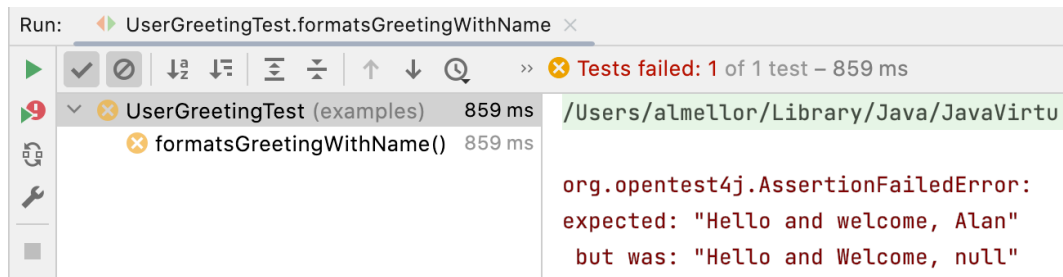 Run: UserGreetingTest.formatsGreetingWithName ×
Tests failed: 1 of 1 test – 859 ms
UserGreetingTest (examples) 859 ms
formatsGreetingWithName() 859 ms
/Users/almellor/Library/Java/JavaVirtu
org.opentest4j.AssertionFailedError:
expected: "Hello and welcome, Alan"
but was: "Hello and Welcome, null"